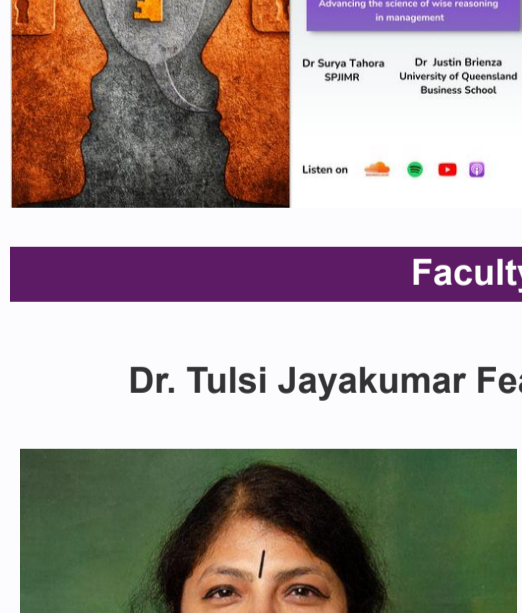 Advancing the science of wise reasoning
in management
Dr Surya Tahora
SPJIMR
Dr Justin Brienza
University of Queensland
Business School
Listen on
Faculty
Dr. Tulsi Jayakumar Fea